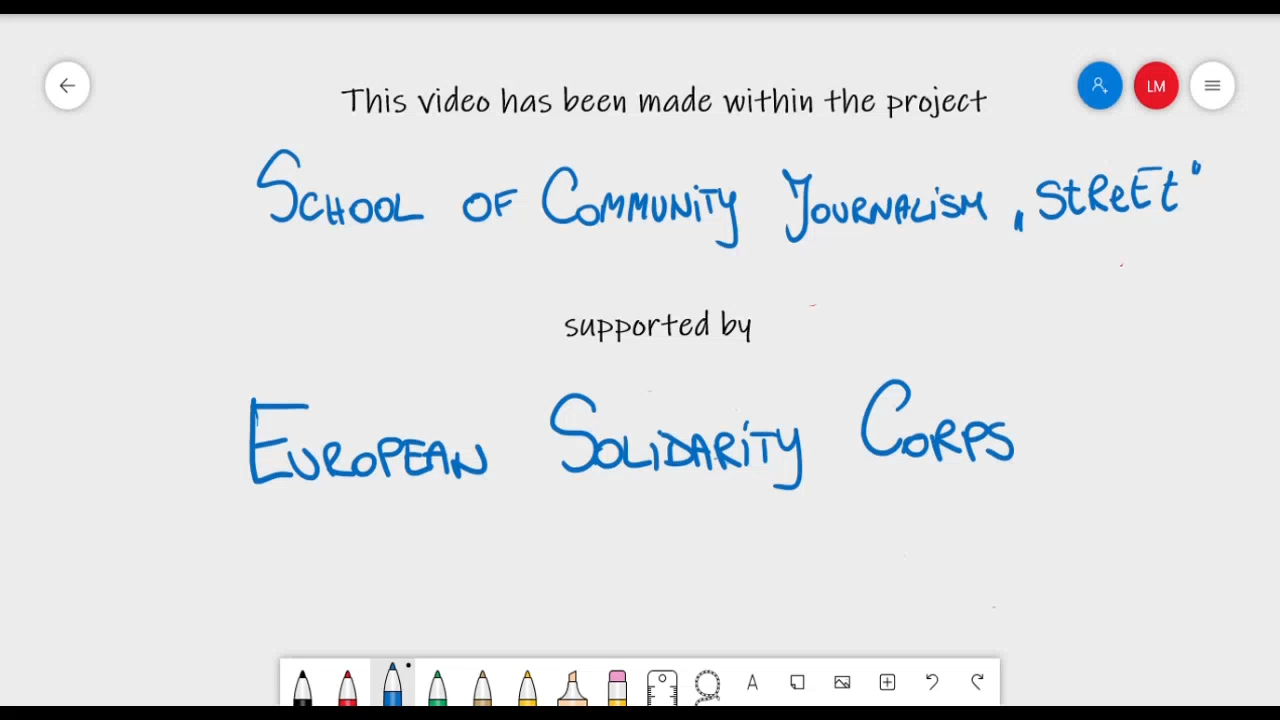 This video has been made within the project
LM
SCHOOL OF COMMUNITY JOURNALISM „StReEt"
supported by
EUROPEAN SOLIDARiTY CORPS
A